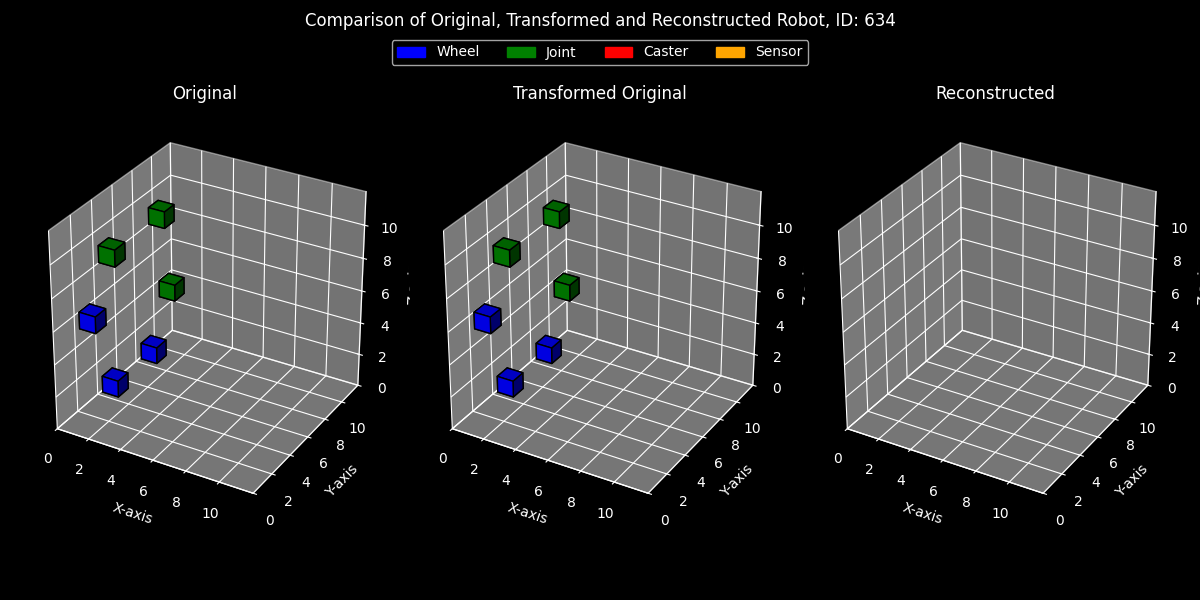 Comparison of Original, Transformed and Reconstructed Robot, ID: 634
Wheel Joint Caster Sensor
Original Transformed Original Reconstructed
10 10 10
8 8 8
6 6 6
4 4 4
2 2 2
0 0 0
10 10 10
8 8 8
6 6 6
4 4 4
2 2 2
0 0 0
0 2 4 6 8 10 0 2 4 6 8 10 0 2 4 6 8 10
X-axis Y-axis X-axis Y-axis X-axis Y-axis